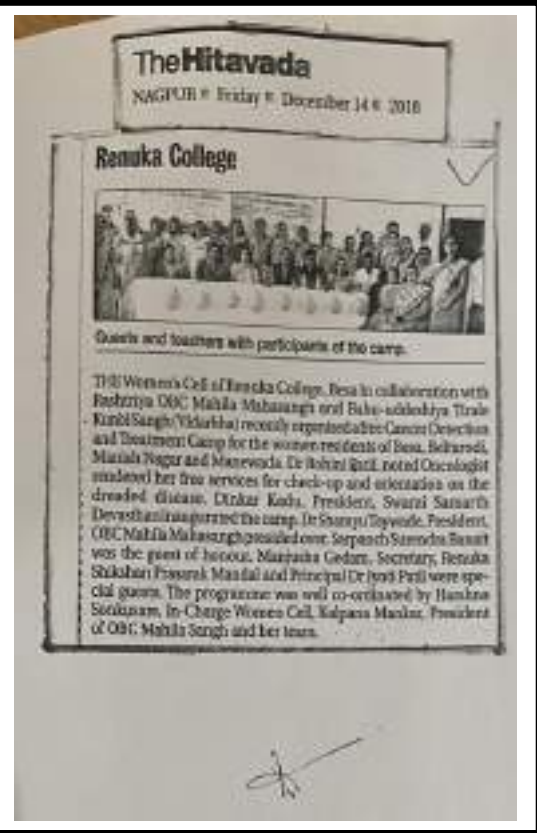 TheHitavada
NAGPUR Friday December 14 2018
Renuka College
Guests and teachers with participants of the camp.
THE Women's Cell of Renuka College, Besa in collaboration with
Rashtriya OBC Mahila Mahasangh and Bahu-uddeshiya Tirale
Kunbi Sangh (Vidarbha) recently organised a free Cancer Detection
and Treatment Camp for the women residents of Besa, Beltarodi,
Manish Nagar and Manewada. Dr Rohini Patil, noted Oncologist
rendered her free services for check-up and orientation on the
dreaded disease. Dinkar Kadu, President, Swami Samarth
Devasthan inaugurated the camp. Dr Sharayu Taywade, President,
OBC Mahila Mahasangh presided over. Sarpanch Surendra
was the guest of honour. Manjusha Gedam, Secretary, Renuka
Shikshan Prasarak Mandal and Principal Dr Jyoti Patil were spe-
cial guests. The programme was well co-ordinated by Harshna
Sonkusare, In-Charge Women Cell, Kalpana Mankar, President
of OBC Mahila Sangh and her team.